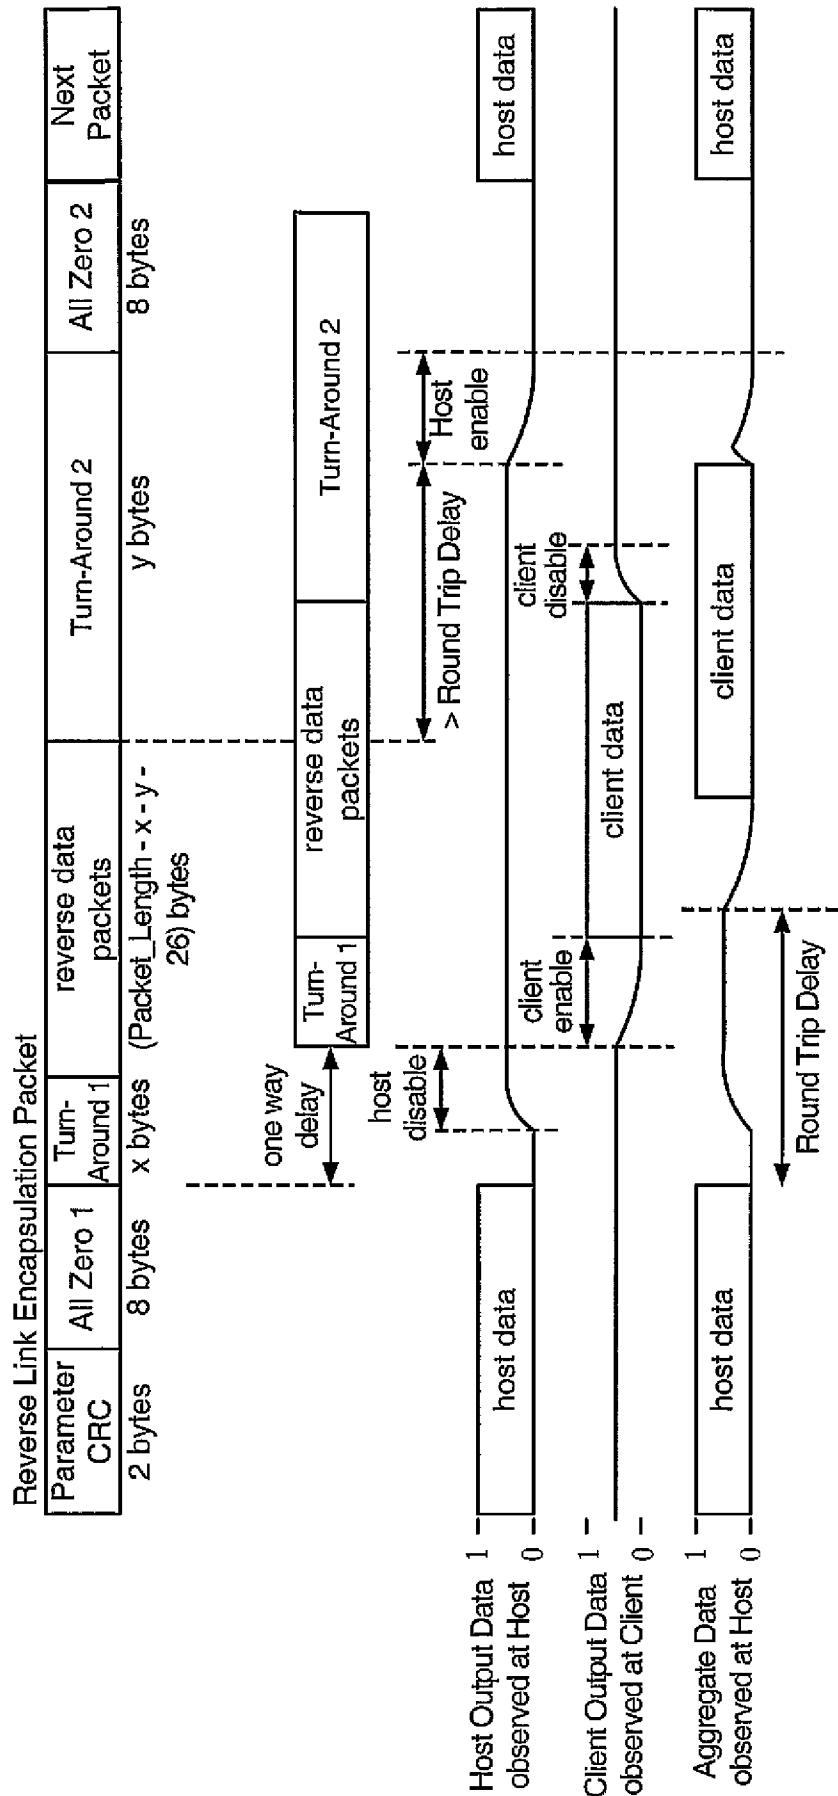 Reverse Link Encapsulation Packet
Parameter
CRC
All Zero 1
Turn-
Around 1
reverse data
packets
Turn-Around 2
All Zero 2
Next
Packet
2 bytes
8 bytes
x bytes
(Packet_Length - x - y -
26) bytes
y bytes
8 bytes
one way
delay
Turn-
Around 1
reverse data
packets
Turn-Around 2
host
disable
> Round Trip Delay
Host
enable
Host Output Data
observed at Host
1
0
host data
host data
client
enable
client
disable
Client Output Data
observed at Client
1
0
client data
Aggregate Data
observed at Host
1
0
host data
client data
host data
Round Trip Delay